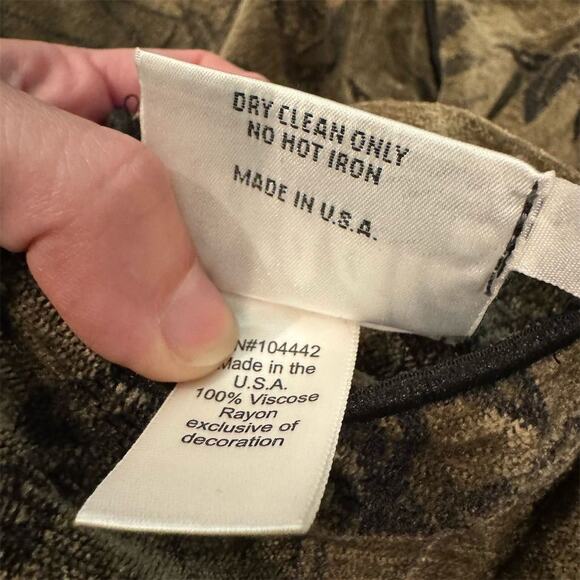 DRY CLEAN ONLY
NO HOT IRON
MADE IN U.S.A.
N#104442
Made in the
U.S.A.
100% Viscose
Rayon
exclusive of
decoration